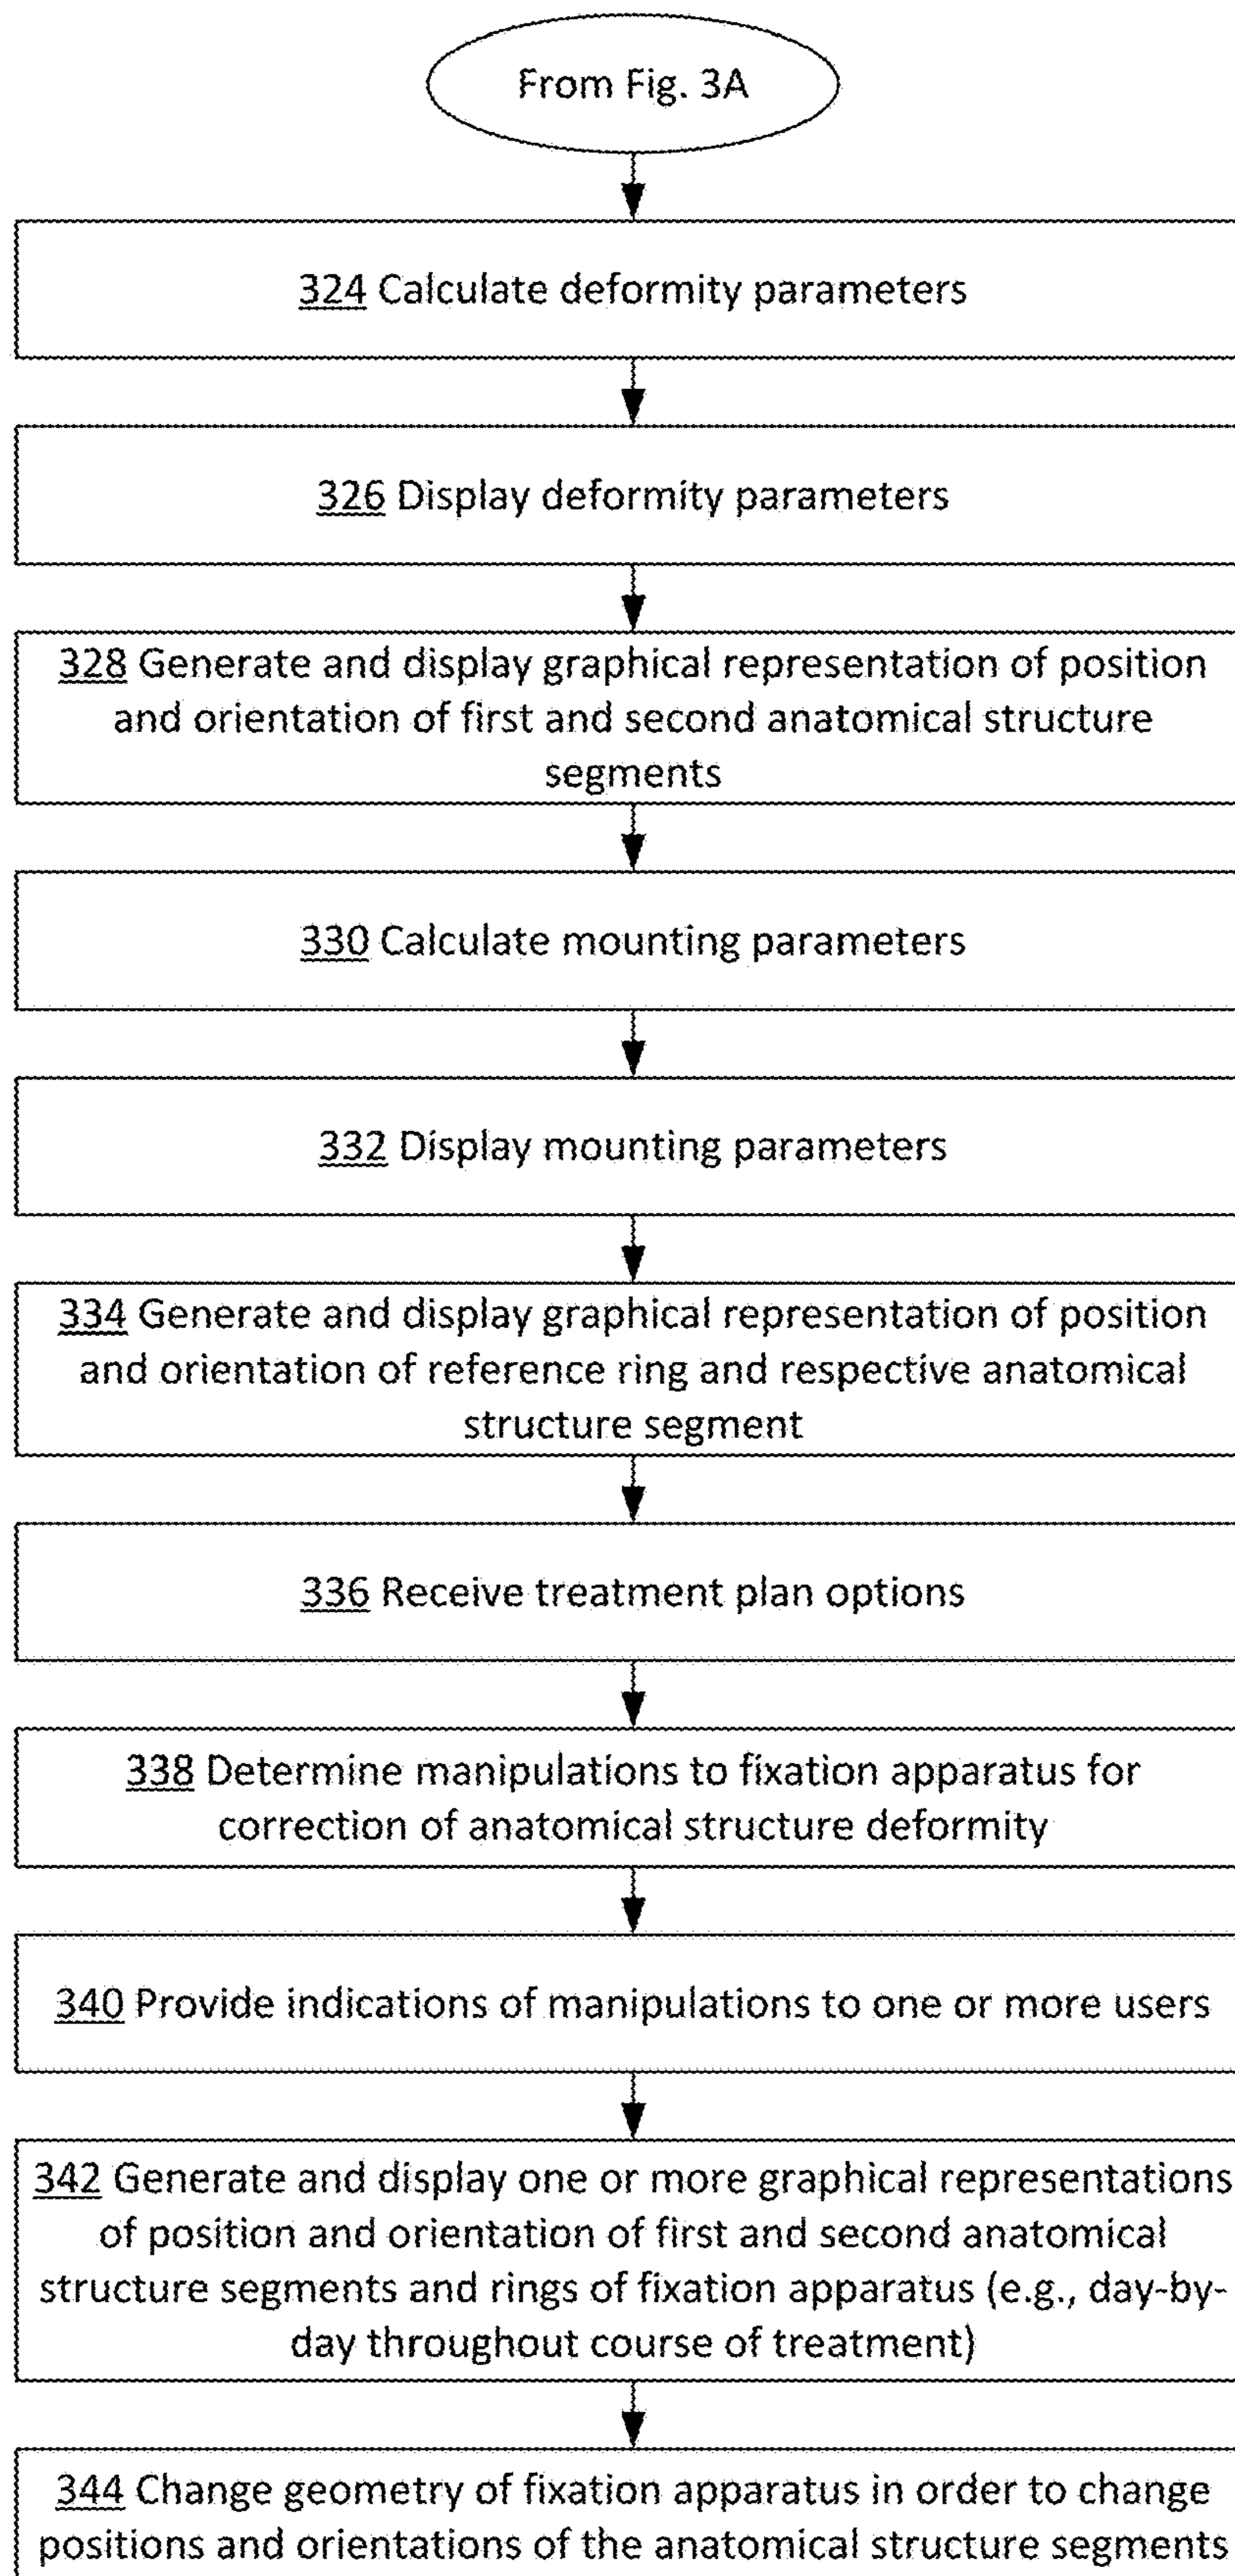 From Fig. 3A
324 Calculate deformity parameters
326 Display deformity parameters
328 Generate and display graphical representation of position
and orientation of first and second anatomical structure
segments
330 Calculate mounting parameters
332 Display mounting parameters
334 Generate and display graphical representation of position
and orientation of reference ring and respective anatomical
structure segment
336 Receive treatment plan options
338 Determine manipulations to fixation apparatus for
correction of anatomical structure deformity
340 Provide indications of manipulations to one or more users
342 Generate and display one or more graphical representations
of position and orientation of first and second anatomical
structure segments and rings of fixation apparatus (e.g., day-by-
day throughout course of treatment)
344 Change geometry of fixation apparatus in order to change
positions and orientations of the anatomical structure segments